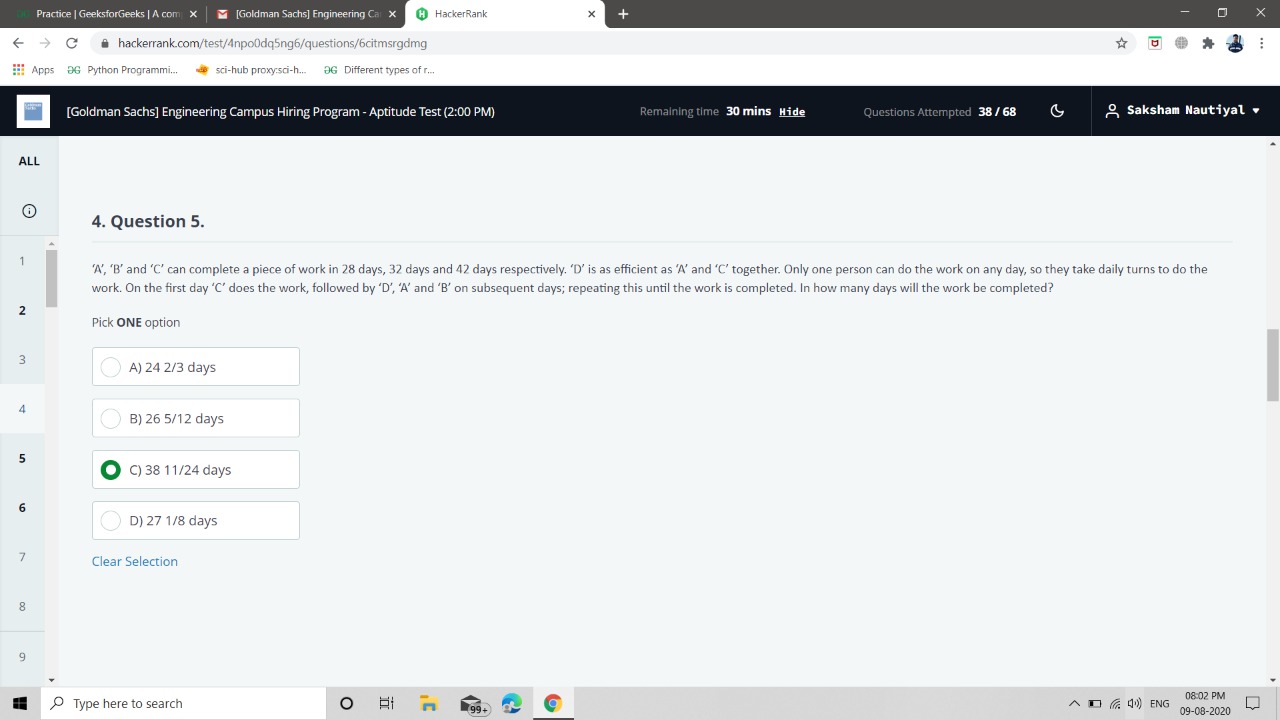 Practice | GeeksforGeeks | A com
[Goldman Sachs] Engineering Ca
HackerRank
hackerrank.com/test/4npo0dq5ng6/questions/6citmsrgdmg
Apps
Python Programmi...
sci-hub proxy:sci-h...
Different types of r...
[Goldman Sachs] Engineering Campus Hiring Program - Aptitude Test (2:00 PM)
Remaining time 30 mins Hide
Questions Attempted 38 / 68
Saksham Nautiyal
ALL
1
2
3
4
5
6
7
8
9
4. Question 5.
‘A’, ‘B’ and ‘C’ can complete a piece of work in 28 days, 32 days and 42 days respectively. ‘D’ is as efficient as ‘A’ and ‘C’ together. Only one person can do the work on any day, so they take daily turns to do the
work. On the first day ‘C’ does the work, followed by ‘D’, ‘A’ and ‘B’ on subsequent days; repeating this until the work is completed. In how many days will the work be completed?
Pick ONE option
A) 24 2/3 days
B) 26 5/12 days
C) 38 11/24 days
D) 27 1/8 days
Clear Selection
Type here to search
99+
ENG
08:02 PM
09-08-2020